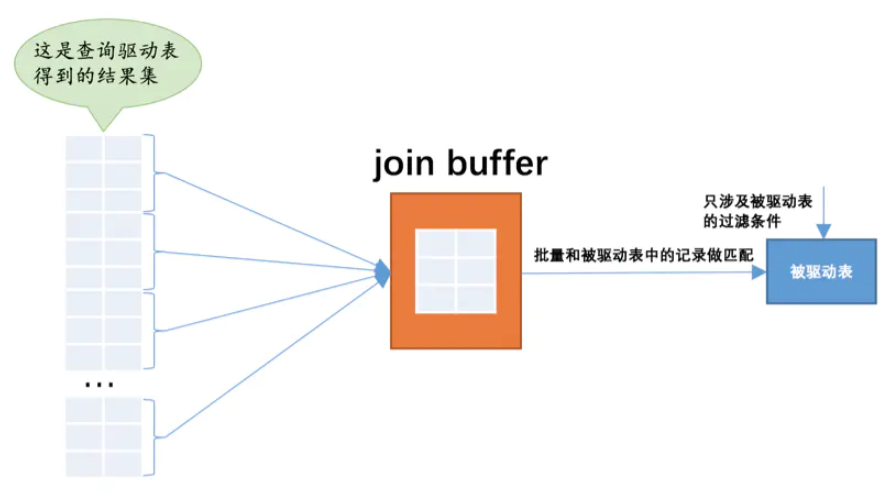 这是查询驱动表
得到的结果集
join buffer
只涉及被驱动表
的过滤条件
批量和被驱动表中的记录做匹配
被驱动表
...